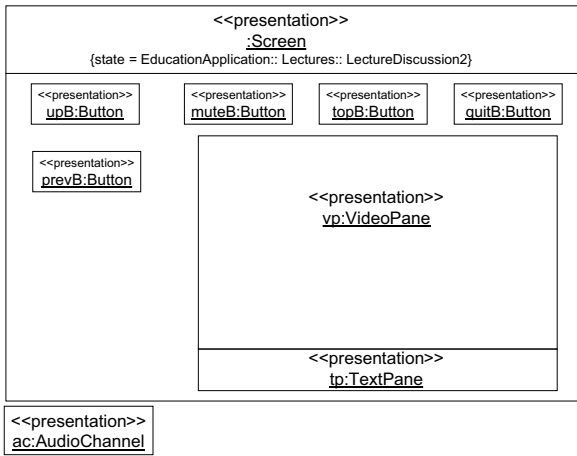 <<presentation>>
:Screen
{state = EducationApplication:: Lectures:: LectureDiscussion2}
<<presentation>>
upB:Button
<<presentation>>
muteB:Button
<<presentation>>
topB:Button
<<presentation>>
quitB:Button
<<presentation>>
prevB:Button
<<presentation>>
vp:VideoPane
<<presentation>>
tp:TextPane
<<presentation>>
ac:AudioChannel